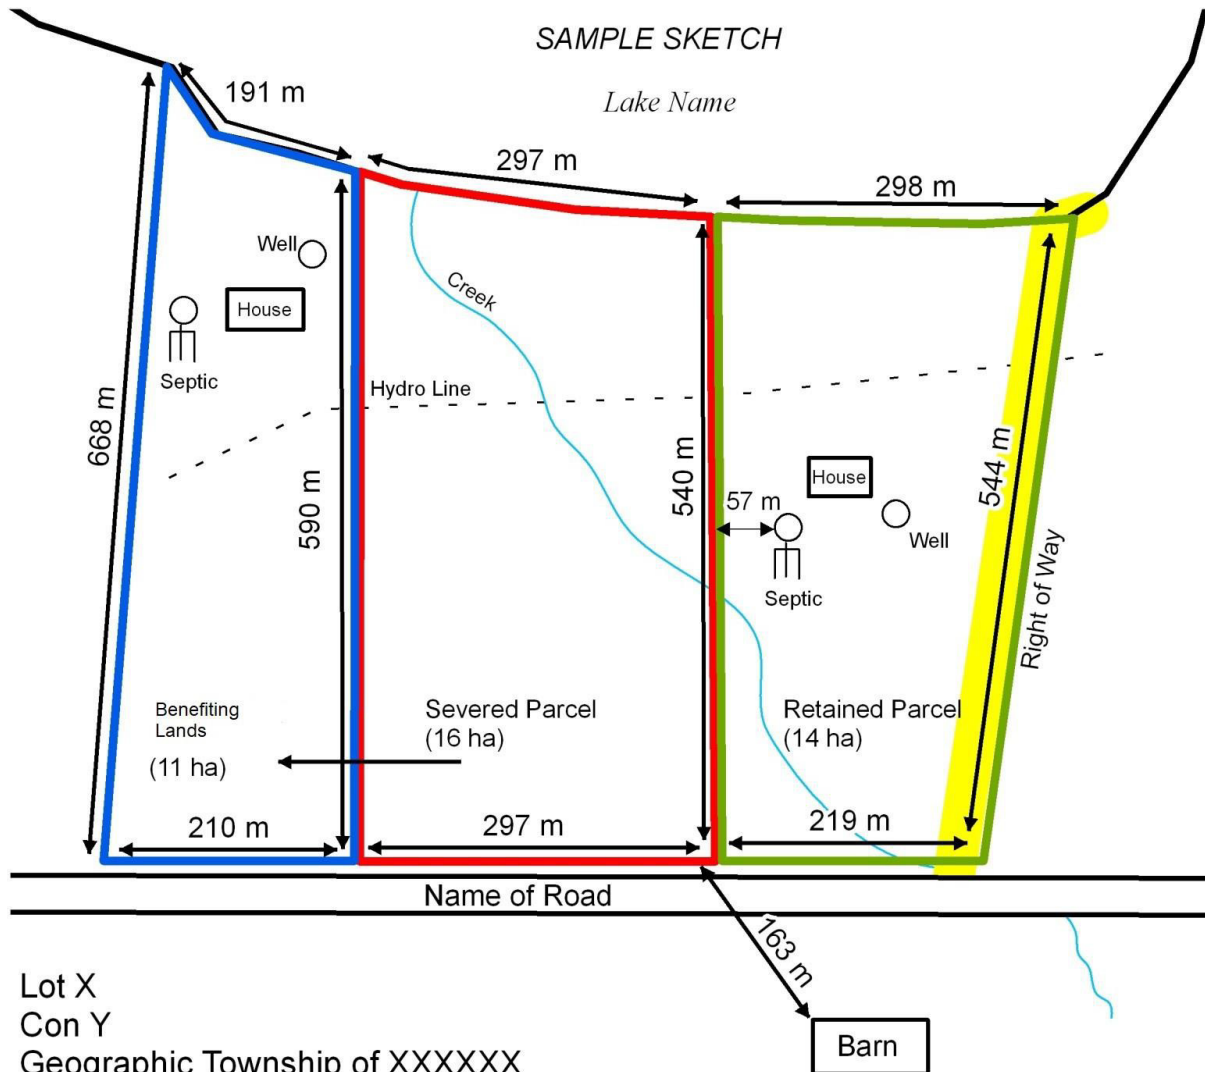 SAMPLE SKETCH
Lake Name
191 m
297 m
298 m
Well
House
Septic
Creek
Hydro Line
668 m
590 m
540 m
57 m
House
Well
Septic
544 m
Right of Way
Benefiting
Lands
(11 ha)
Severed Parcel
(16 ha)
Retained Parcel
(14 ha)
210 m
297 m
219 m
Name of Road
163 m
Barn
Lot X
Con Y
Geographic Township of XXXXXX